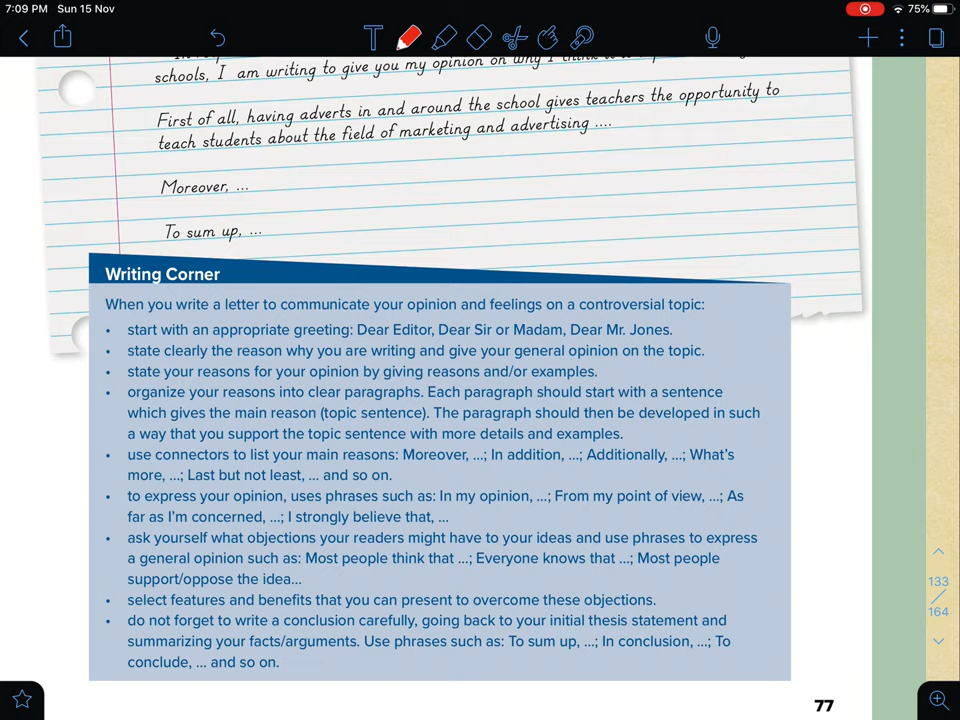 7:09 PM Sun 15 Nov
75%
schools, I am writing to give you my opinion on why I think
First of all, having adverts in and around the school gives teachers the opportunity to
teach students about the field of marketing and advertising ....
Moreover, ...
To sum up, ...
Writing Corner
When you write a letter to communicate your opinion and feelings on a controversial topic:
• start with an appropriate greeting: Dear Editor, Dear Sir or Madam, Dear Mr. Jones.
• state clearly the reason why you are writing and give your general opinion on the topic.
• state your reasons for your opinion by giving reasons and/or examples.
• organize your reasons into clear paragraphs. Each paragraph should start with a sentence
which gives the main reason (topic sentence). The paragraph should then be developed in such
a way that you support the topic sentence with more details and examples.
• use connectors to list your main reasons: Moreover, ...; In addition, ...; Additionally, ...; What's
more, ...; Last but not least, ... and so on.
• to express your opinion, uses phrases such as: In my opinion, ...; From my point of view, ...; As
far as I'm concerned, ...; I strongly believe that, ...
• ask yourself what objections your readers might have to your ideas and use phrases to express
a general opinion such as: Most people think that ...; Everyone knows that ...; Most people
support/oppose the idea...
• select features and benefits that you can present to overcome these objections.
• do not forget to write a conclusion carefully, going back to your initial thesis statement and
summarizing your facts/arguments. Use phrases such as: To sum up, ...; In conclusion, ...; To
conclude, ... and so on.
133
/
164
77